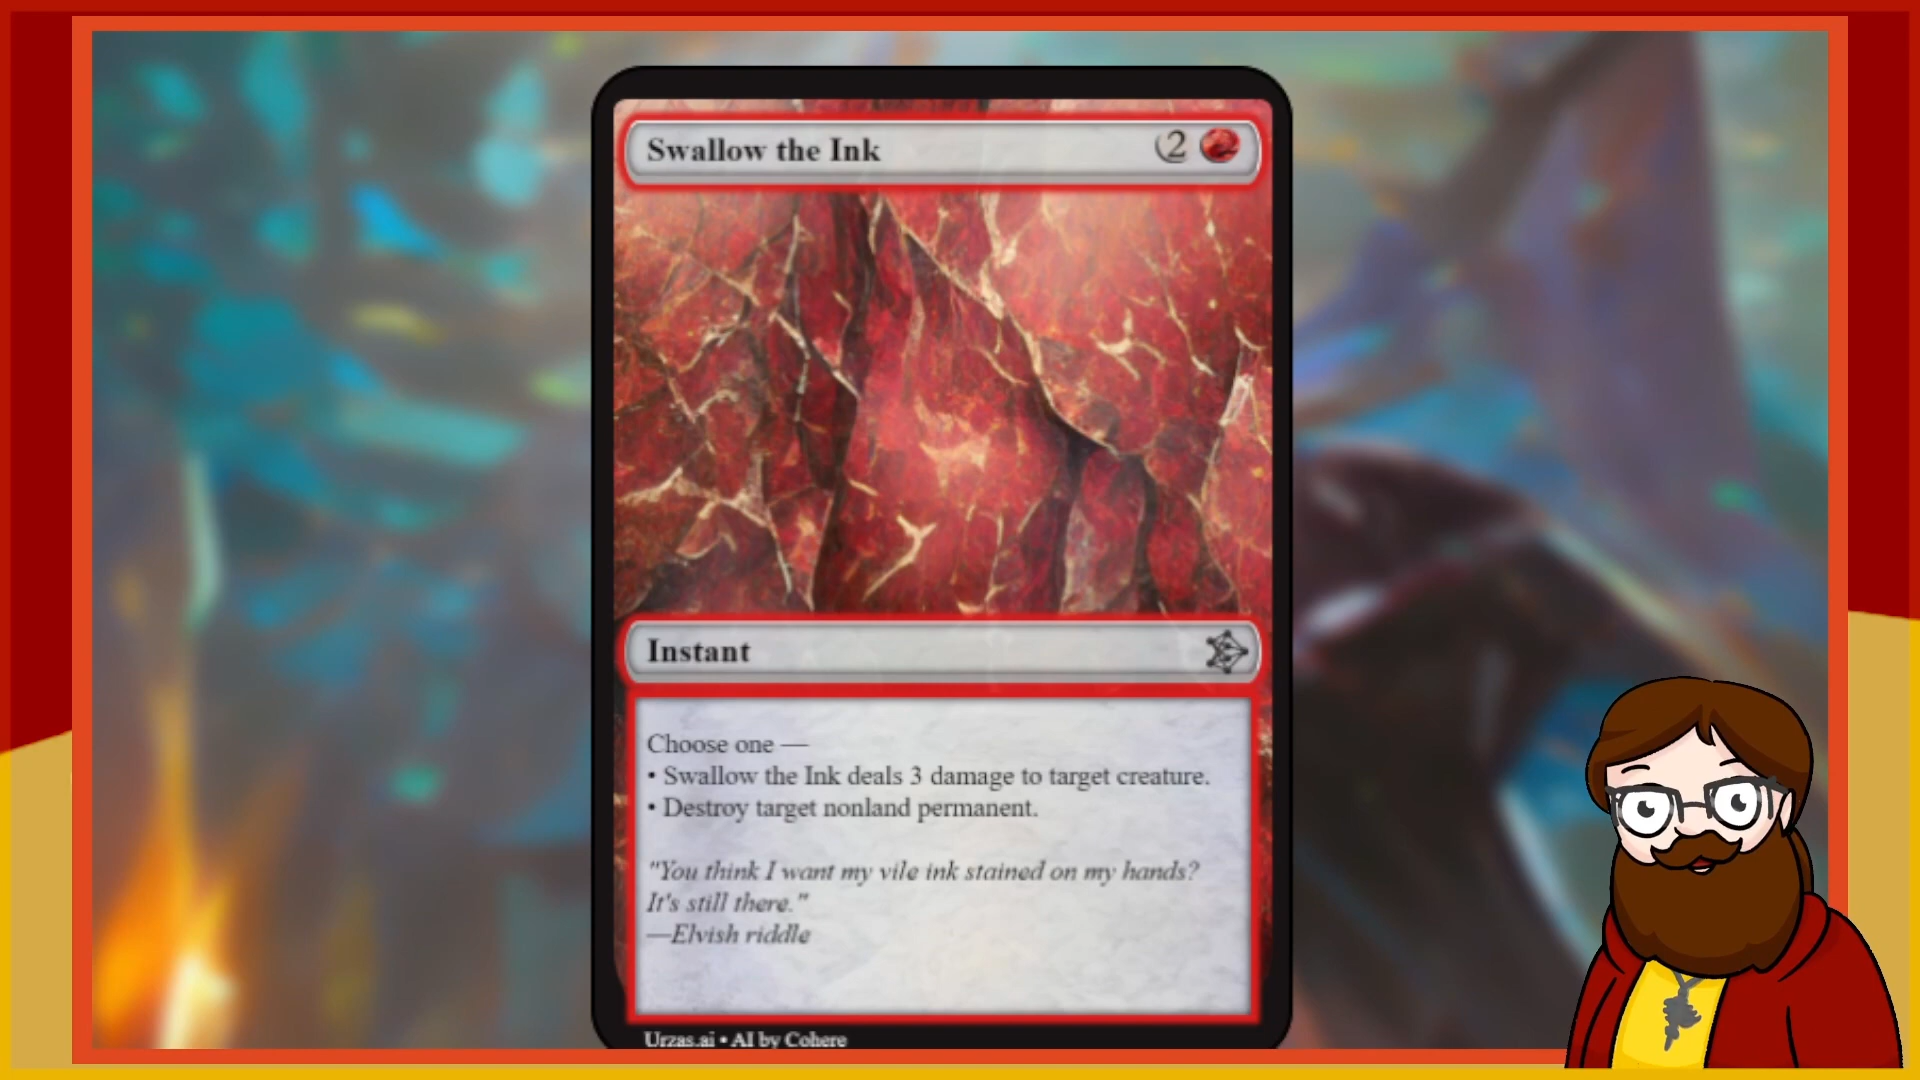 Swallow the Ink 2
Instant
Choose one —
• Swallow the Ink deals 3 damage to target creature.
• Destroy target nonland permanent.
"You think I want my vile ink stained on my hands?
It's still there."
—Elvish riddle
Urzas.ai • AI by Cohere